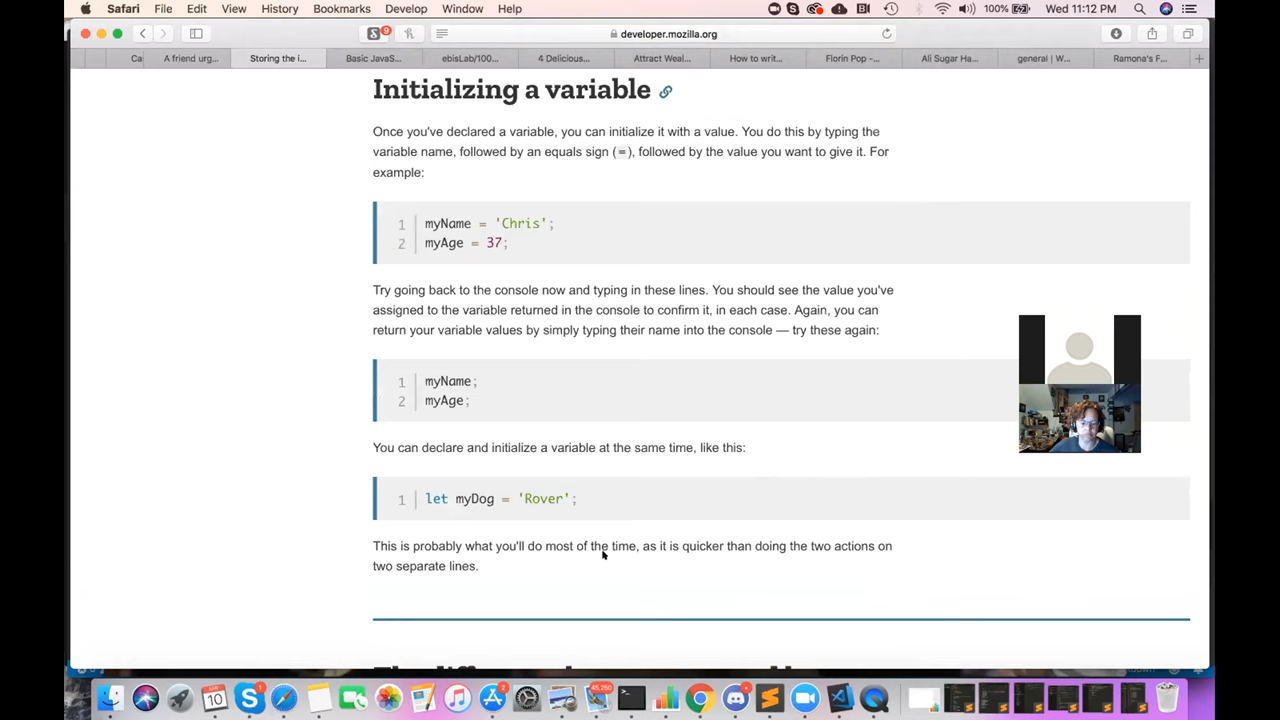 Safari File Edit View History Bookmarks Develop Window Help 100% Wed 11:12 PM
developer.mozilla.org
Ca A friend urg... Storing the i... Basic JavaS... ebisLab/100... 4 Delicious... Attract Weal... How to writ... Florin Pop -... Ali Sugar Ha... general | W... Ramona's F...
Initializing a variable
Once you've declared a variable, you can initialize it with a value. You do this by typing the
variable name, followed by an equals sign (=), followed by the value you want to give it. For
example:
1 myName = 'Chris';
2 myAge = 37;
Try going back to the console now and typing in these lines. You should see the value you've
assigned to the variable returned in the console to confirm it, in each case. Again, you can
return your variable values by simply typing their name into the console — try these again:
1 myName;
2 myAge;
You can declare and initialize a variable at the same time, like this:
1 let myDog = 'Rover';
This is probably what you'll do most of the time, as it is quicker than doing the two actions on
two separate lines.